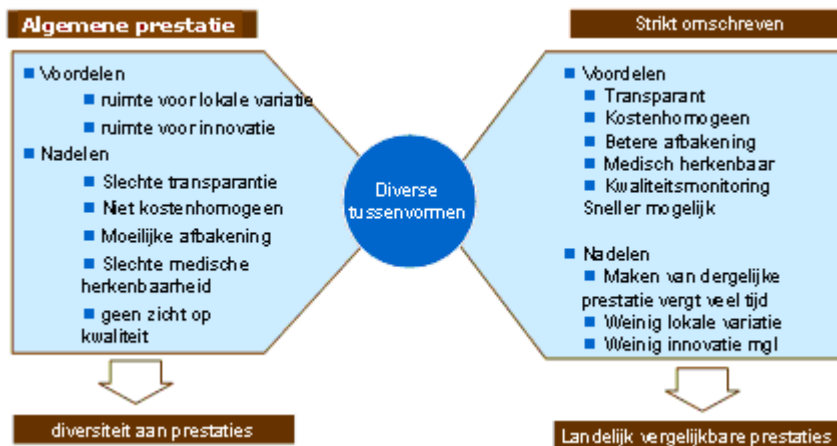 Algemene prestatie
Voordelen
ruimte voor lokale variatie
ruimte voor innovatie
Nadelen
Slechte transparantie
Niet kostenhomogeen
Moeilijke afbakening
Slechte medische
herkenbaarheid
geen zicht op
kwaliteit
diversiteit aan prestaties
Diverse
tussenvormen
Strikt omschreven
Voordelen
Transparant
Kostenhomogeen
Betere afbakening
Medisch herkenbaar
Kwaliteitsmonitoring
Sneller mogelijk
Nadelen
Maken van dergelijke
prestatie vergt veel tijd
Weinig lokale variatie
Weinig innovatie mgl
Landelijk vergelijkbare prestaties